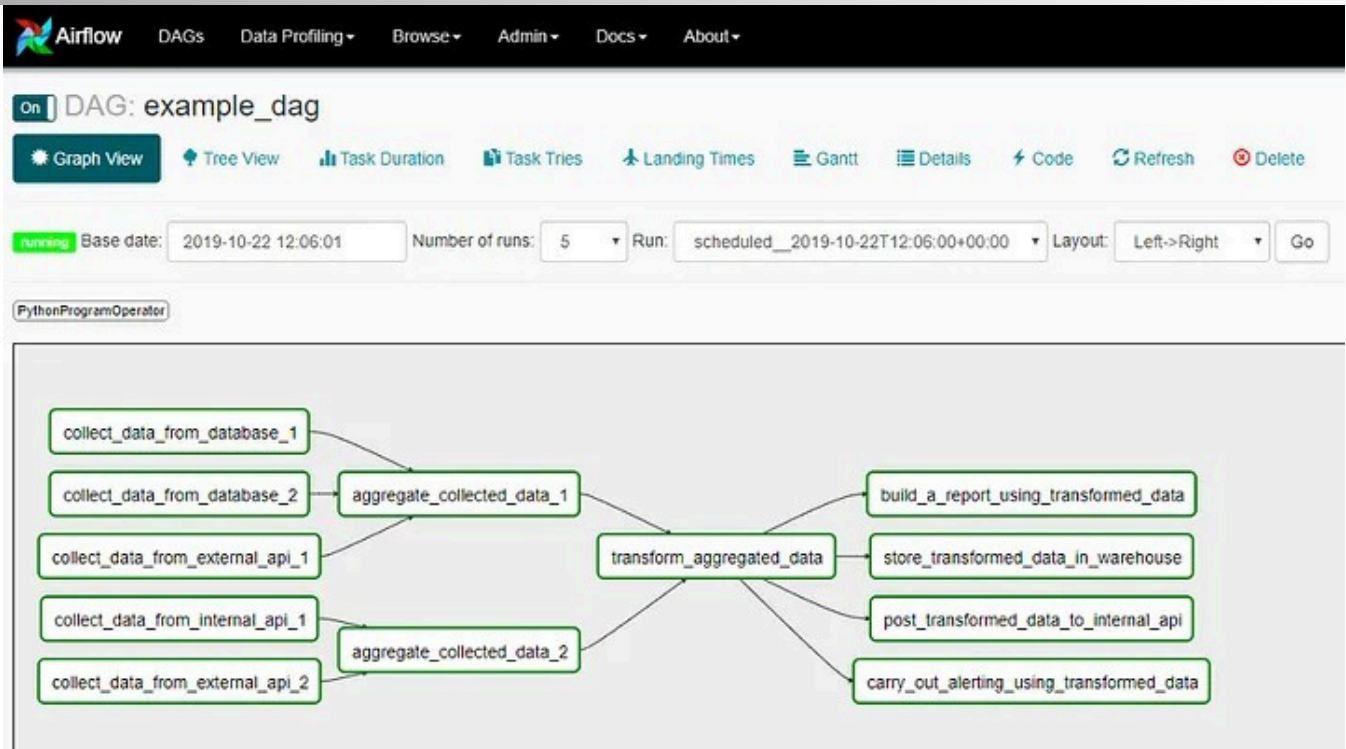 Airflow DAGs Data Profiling Browse Admin Docs About
On DAG: example_dag
Graph View Tree View Task Duration Task Tries Landing Times Gantt Details Code Refresh Delete
running Base date: 2019-10-22 12:06:01 Number of runs: 5 Run: scheduled__2019-10-22T12:06:00+00:00 Layout: Left->Right Go
PythonProgramOperator
collect_data_from_database_1
collect_data_from_database_2
collect_data_from_external_api_1
collect_data_from_internal_api_1
collect_data_from_external_api_2
aggregate_collected_data_1
aggregate_collected_data_2
transform_aggregated_data
build_a_report_using_transformed_data
store_transformed_data_in_warehouse
post_transformed_data_to_internal_api
carry_out_alerting_using_transformed_data